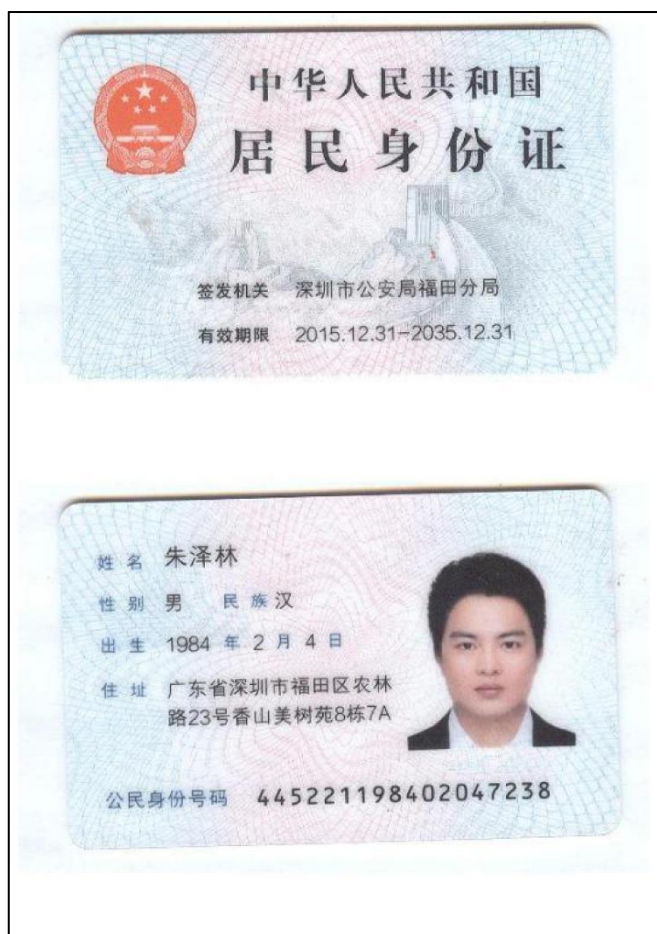 中华人民共和国
居民身份证
签发机关 深圳市公安局福田分局
有效期限 2015.12.31-2035.12.31
姓名 朱泽林
性别 男 民族 汉
出生 1984 年 2 月 4 日
住址 广东省深圳市福田区农林
路23号香山美树苑8栋7A
公民身份号码 445221198402047238